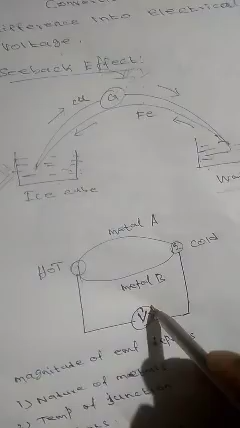 difference into electrical
voltage.
Seeback Effect:
cu
G
Fe
Ice cube
Wa
metal A
HOT
cold
metal B
V
magnitude of emf
1) Nature of
2) Temp of junction